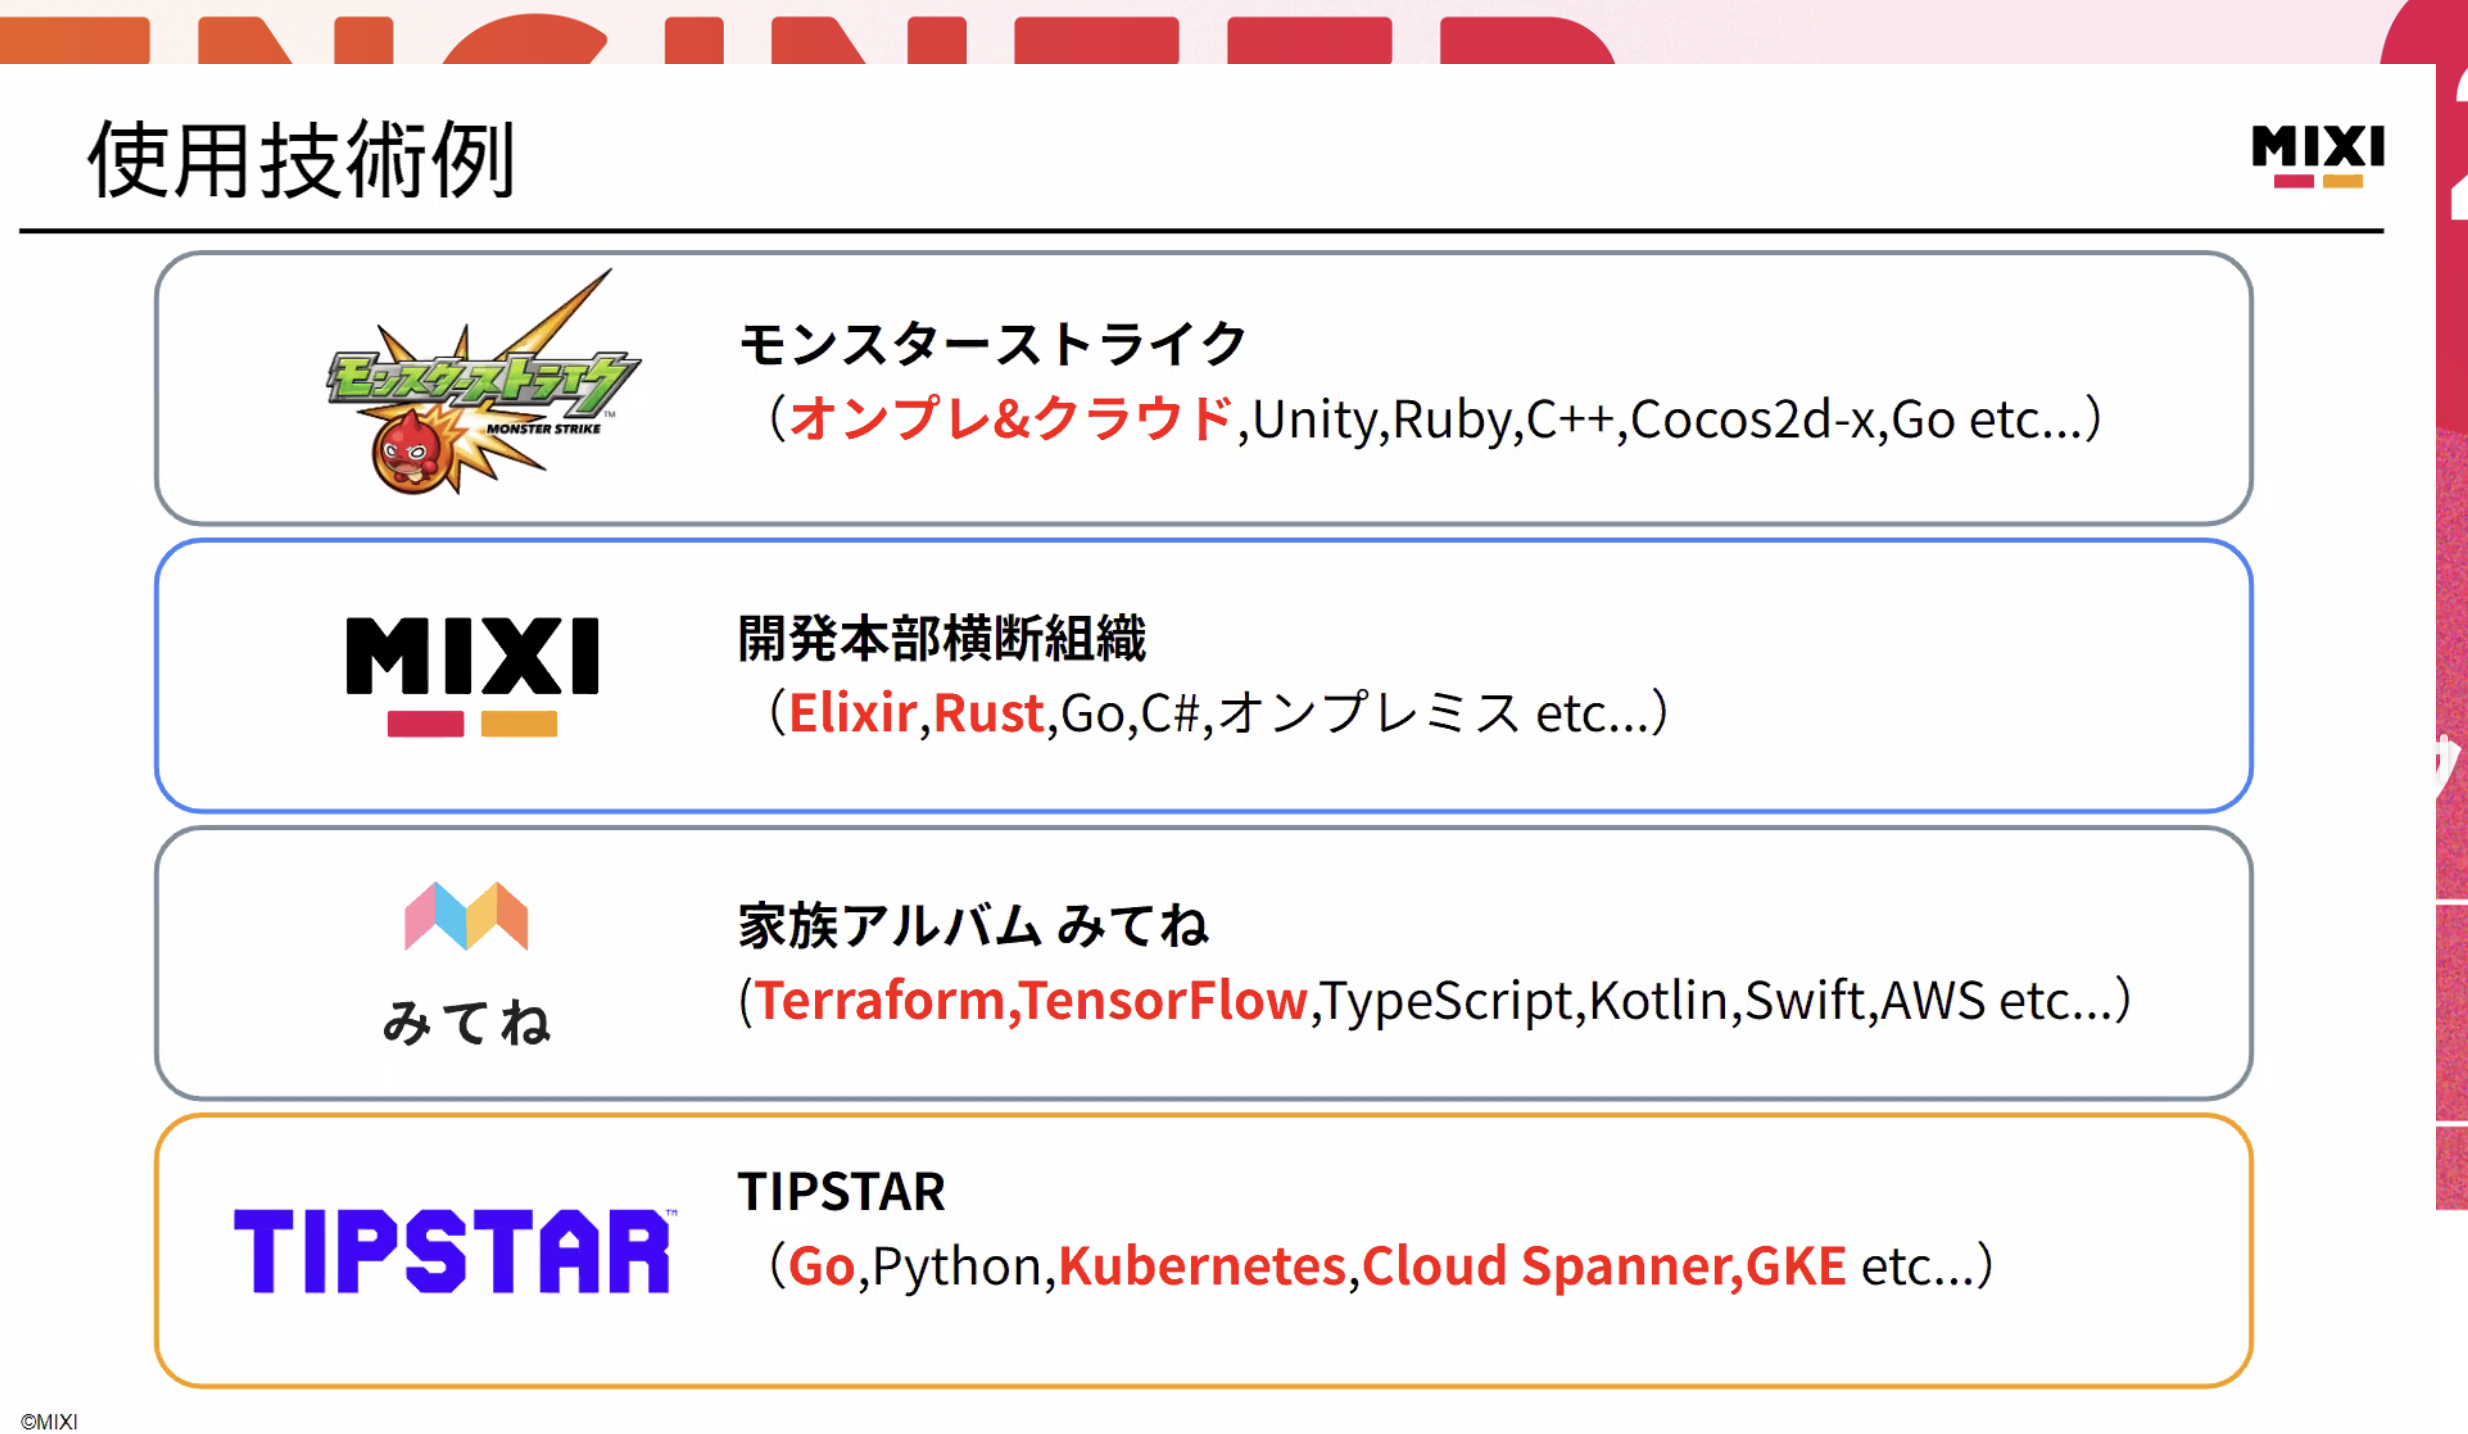 ENGINEER
使用技術例
MIXI
モンスターストライク
TM
MONSTER STRIKE
モンスターストライク
（オンプレ&クラウド,Unity,Ruby,C++,Cocos2d-x,Go etc...）
MIXI
開発本部横断組織
（Elixir,Rust,Go,C#,オンプレミス etc...）
みてね
家族アルバム みてね
(Terraform,TensorFlow,TypeScript,Kotlin,Swift,AWS etc...）
TIPSTAR™
TIPSTAR
（Go,Python,Kubernetes,Cloud Spanner,GKE etc...）
©MIXI